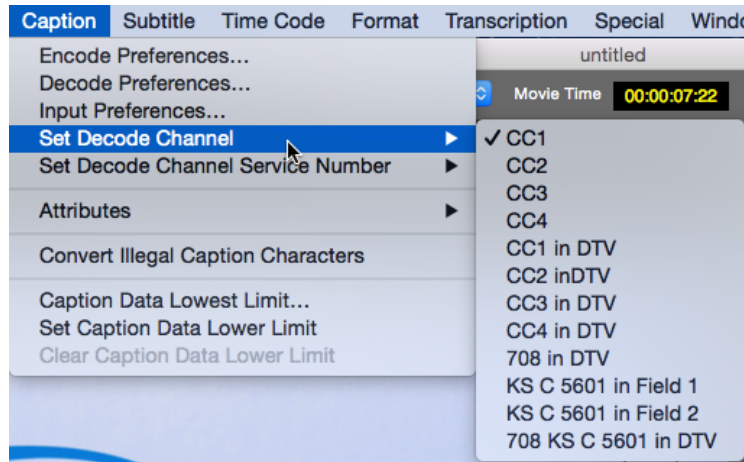 Caption Subtitle Time Code Format Transcription Special
Encode Preferences...
Decode Preferences...
Input Preferences...
Set Decode Channel
Set Decode Channel Service Number
Attributes
Convert Illegal Caption Characters
Caption Data Lowest Limit...
Set Caption Data Lower Limit
Clear Caption Data Lower Limit
untitled
Movie Time 00:00:07:22
CC1
CC2
CC3
CC4
CC1 in DTV
CC2 inDTV
CC3 in DTV
CC4 in DTV
708 in DTV
KS C 5601 in Field 1
KS C 5601 in Field 2
708 KS C 5601 in DTV